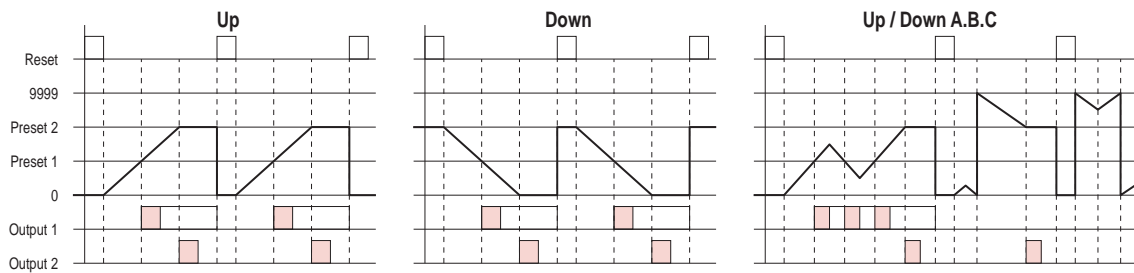 Up
Down
Up / Down A.B.C
Reset
9999
Preset 2
Preset 1
0
Output 1
Output 2